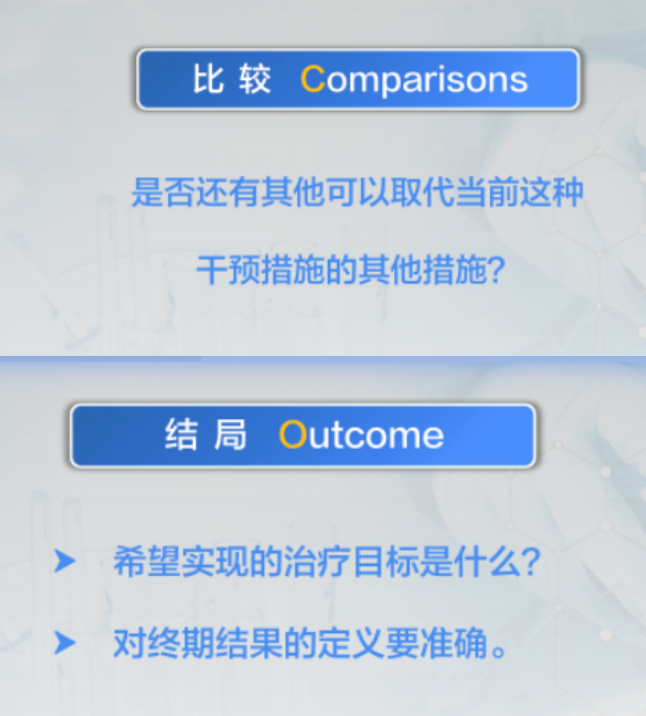 比较 Comparisons
是否还有其他可以取代当前这种
干预措施的其他措施？
结局 Outcome
➤ 希望实现的治疗目标是什么？
➤ 对终期结果的定义要准确。